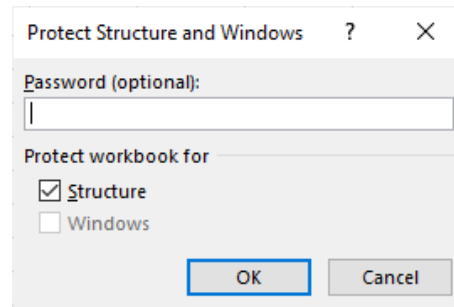 Protect Structure and Windows ? ×
Password (optional):
Protect workbook for
Structure
Windows
OK Cancel